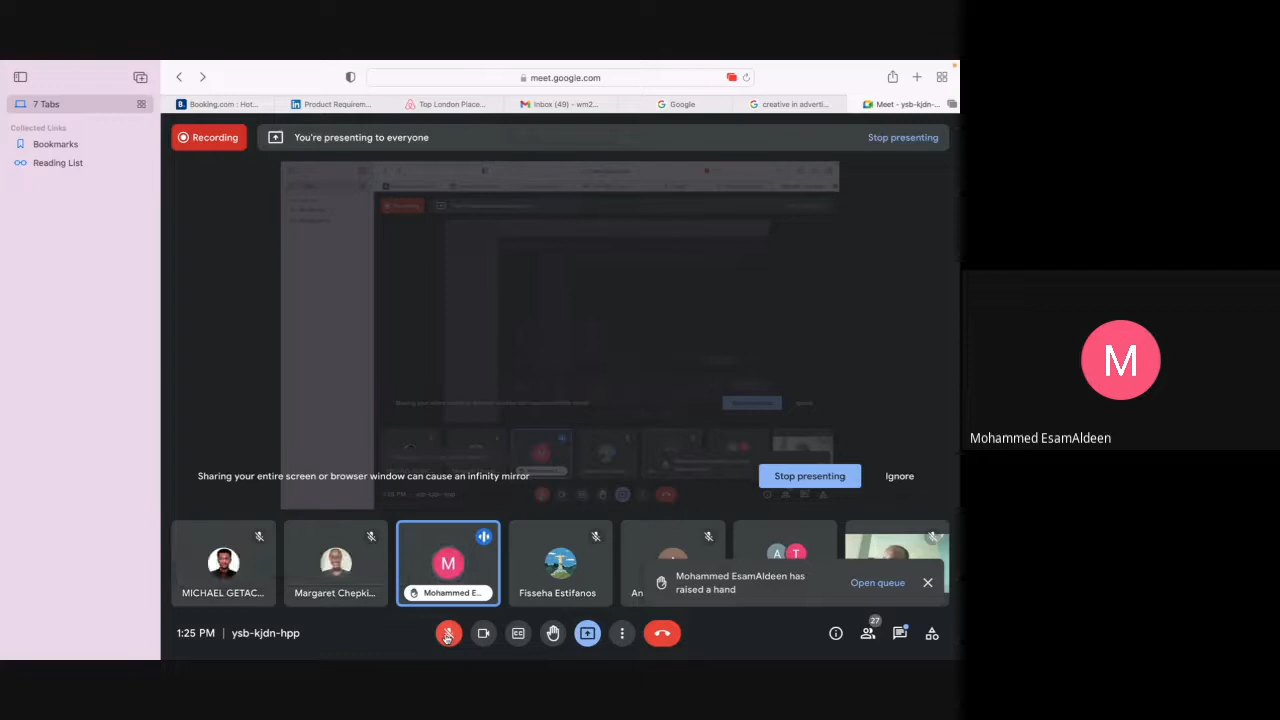 meet.google.com
7 Tabs
Booking.com : Hot...
Product Requirem...
Top London Place...
Inbox (49) – wm2...
Google
creative in adverti...
Meet - ysb-kjdn-...
Collected Links
Bookmarks
Reading List
Recording
You're presenting to everyone
Stop presenting
Sharing your entire screen or browser window can cause an infinity mirror
Stop presenting
Ignore
M
Mohammed EsamAldeen
M
A
T
MICHAEL GETAC...
Margaret Chepki...
Mohammed E...
Fisseha Estifanos
An
Mohammed EsamAldeen has
raised a hand
Open queue
1:25 PM | ysb-kjdn-hpp
27